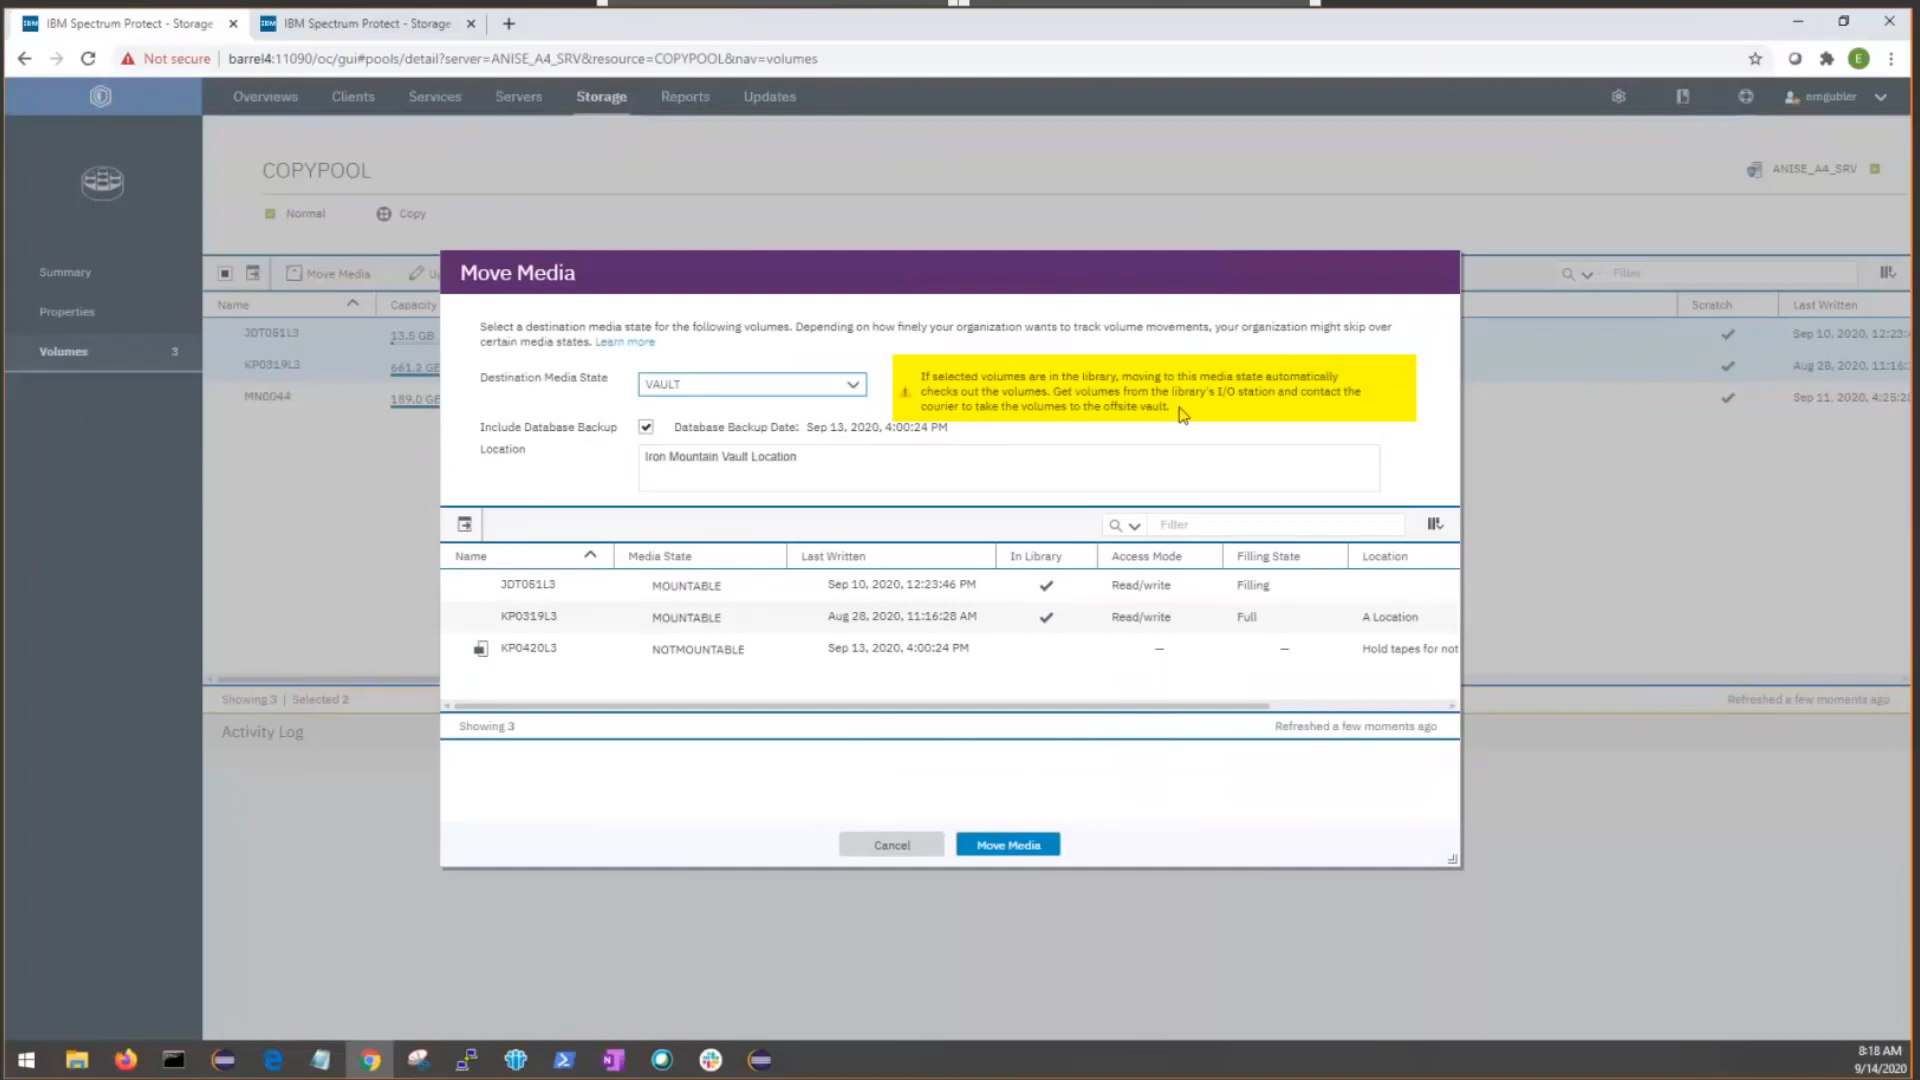 IBM Spectrum Protect - Storage
IBM Spectrum Protect - Storage
Not secure
barrel4:11090/oc/gui#pools/detail?server=ANISE_A4_SRV&resource=COPYPOOL&nav=volumes
E
Overviews
Clients
Services
Servers
Storage
Reports
Updates
emgubler
COPYPOOL
ANISE_A4_SRV
Normal
Copy
Summary
Properties
Volumes 3
Move Media
Filter
Name
Capacity
Scratch
Last Written
JDT051L3
13.5 GB
Sep 10, 2020, 12:23:
KP0319L3
661.2 GB
Aug 28, 2020, 11:16:
MN0044
189.0 GB
Sep 11, 2020, 4:25:2
Showing 3 | Selected 2
Refreshed a few moments ago
Activity Log
Move Media
Select a destination media state for the following volumes. Depending on how finely your organization wants to track volume movements, your organization might skip over
certain media states. Learn more
Destination Media State
VAULT
If selected volumes are in the library, moving to this media state automatically
checks out the volumes. Get volumes from the library's I/O station and contact the
courier to take the volumes to the offsite vault.
Include Database Backup
Database Backup Date: Sep 13, 2020, 4:00:24 PM
Location
Iron Mountain Vault Location
Filter
Name
Media State
Last Written
In Library
Access Mode
Filling State
Location
JDT051L3
MOUNTABLE
Sep 10, 2020, 12:23:46 PM
Read/write
Filling
KP0319L3
MOUNTABLE
Aug 28, 2020, 11:16:28 AM
Read/write
Full
A Location
KP0420L3
NOTMOUNTABLE
Sep 13, 2020, 4:00:24 PM
—
—
Hold tapes for not
Showing 3
Refreshed a few moments ago
Cancel
Move Media
8:18 AM
9/14/2020